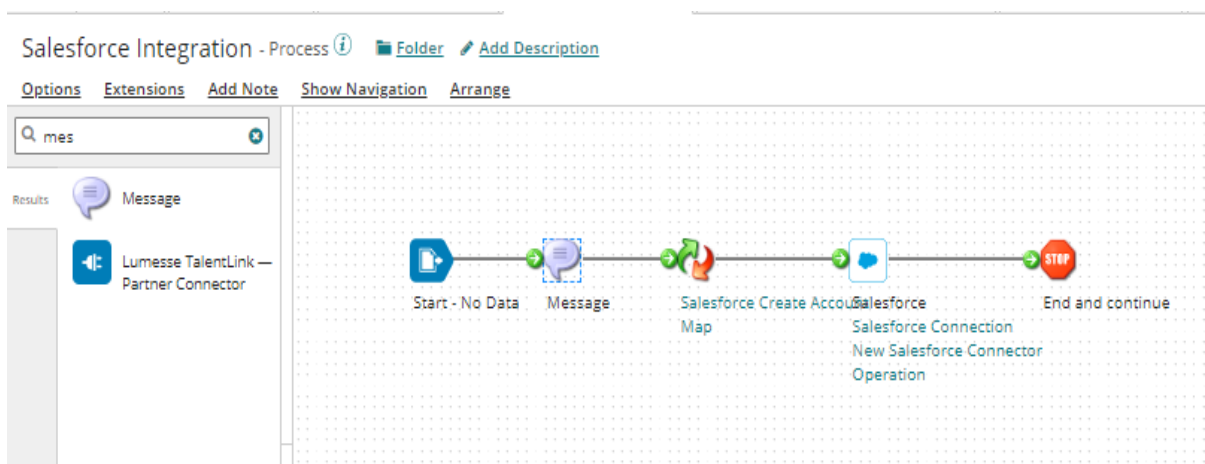 Salesforce Integration - Process i Folder Add Description
Options Extensions Add Note Show Navigation Arrange
mes
Results Message
Lumesse TalentLink —
Partner Connector
Start - No Data
Message
Salesforce Create Account
Map
Salesforce
Salesforce Connection
New Salesforce Connector
Operation
STOP
End and continue